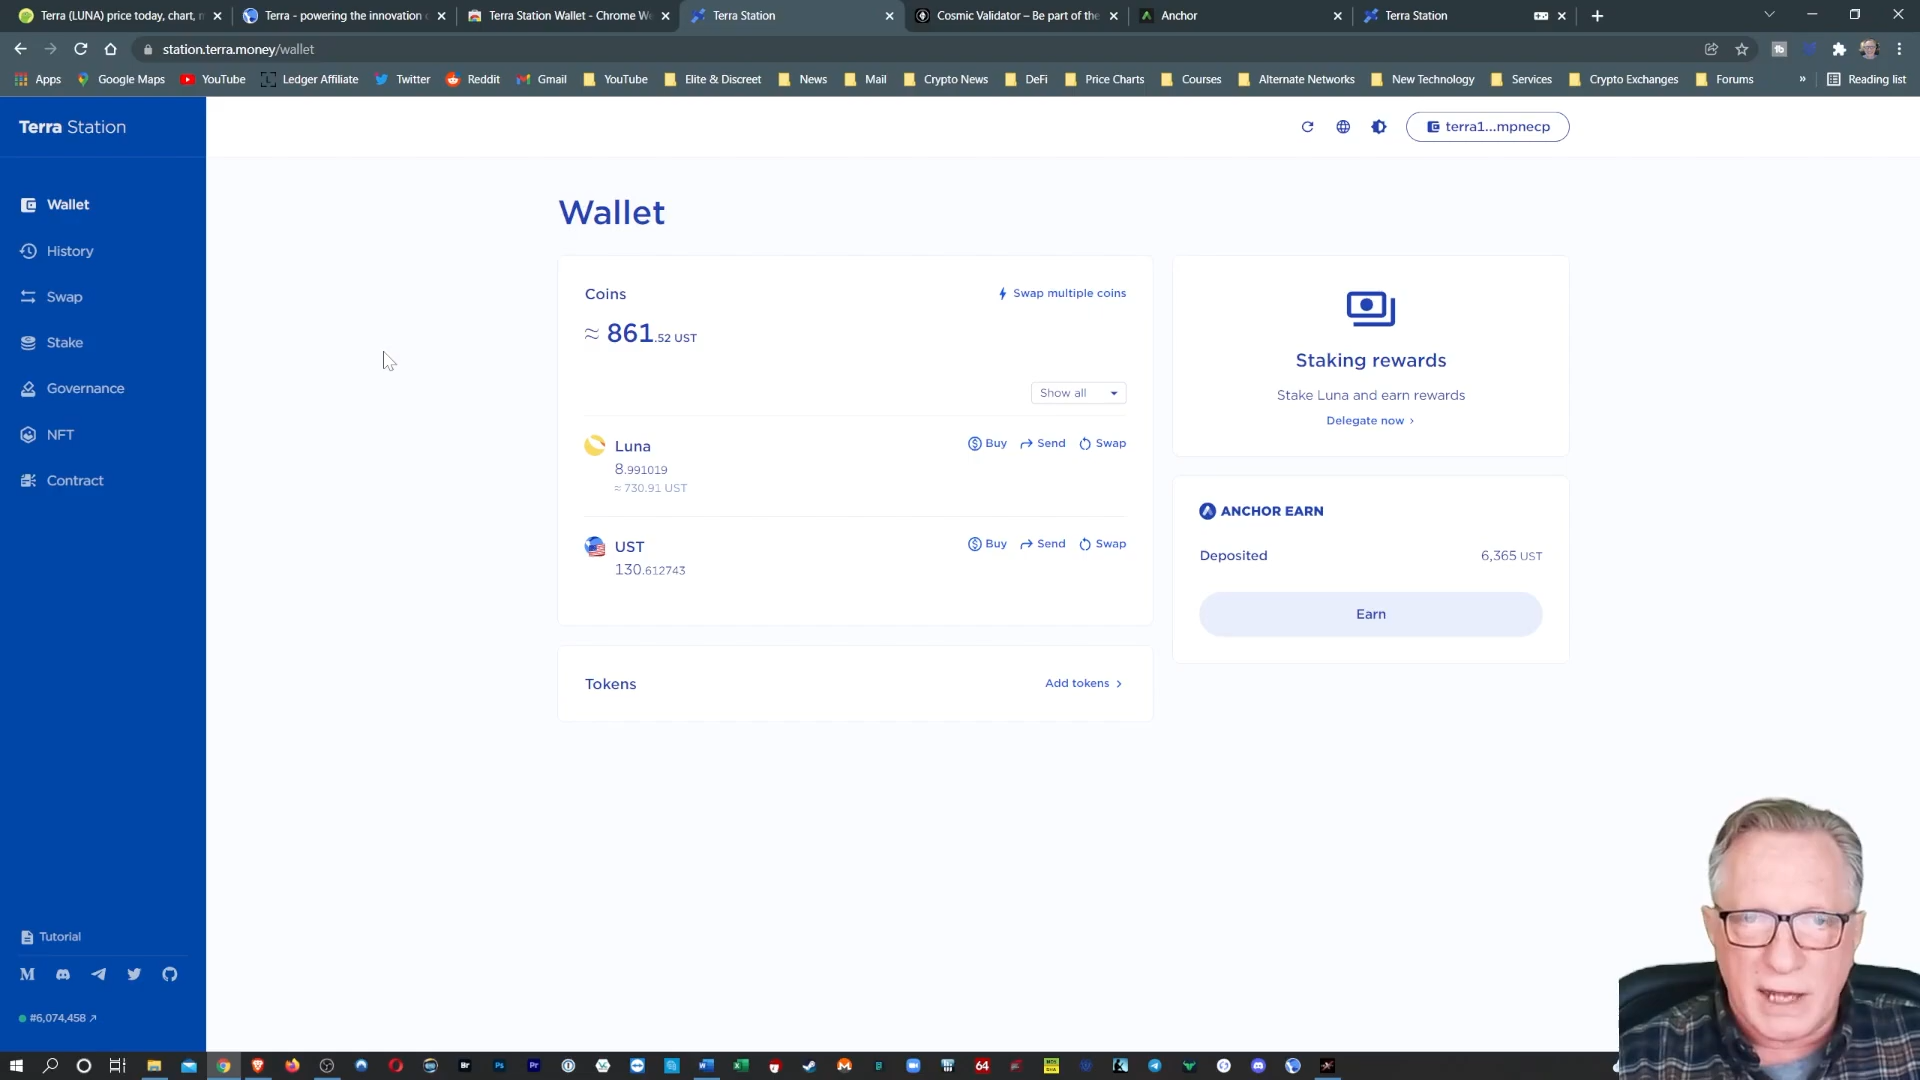 Terra (LUNA) price today, chart, m
Terra - powering the innovation
Terra Station Wallet - Chrome We
Terra Station
Cosmic Validator – Be part of the
Anchor
Terra Station
station.terra.money/wallet
Apps
Google Maps
YouTube
Ledger Affiliate
Twitter
Reddit
Gmail
YouTube
Elite & Discreet
News
Mail
Crypto News
DeFi
Price Charts
Courses
Alternate Networks
New Technology
Services
Crypto Exchanges
Forums
»
Reading list
Terra Station
terra1...mpnecp
Wallet
History
Swap
Stake
Governance
NFT
Contract
Tutorial
#6,074,458
Wallet
Coins
Swap multiple coins
≈ 861.52 UST
Show all
Luna
8.991019
≈ 730.91 UST
Buy
Send
Swap
UST
130.612743
Buy
Send
Swap
Tokens
Add tokens >
Staking rewards
Stake Luna and earn rewards
Delegate now >
ANCHOR EARN
Deposited
6,365 UST
Earn
Br
Ps
Pr
64